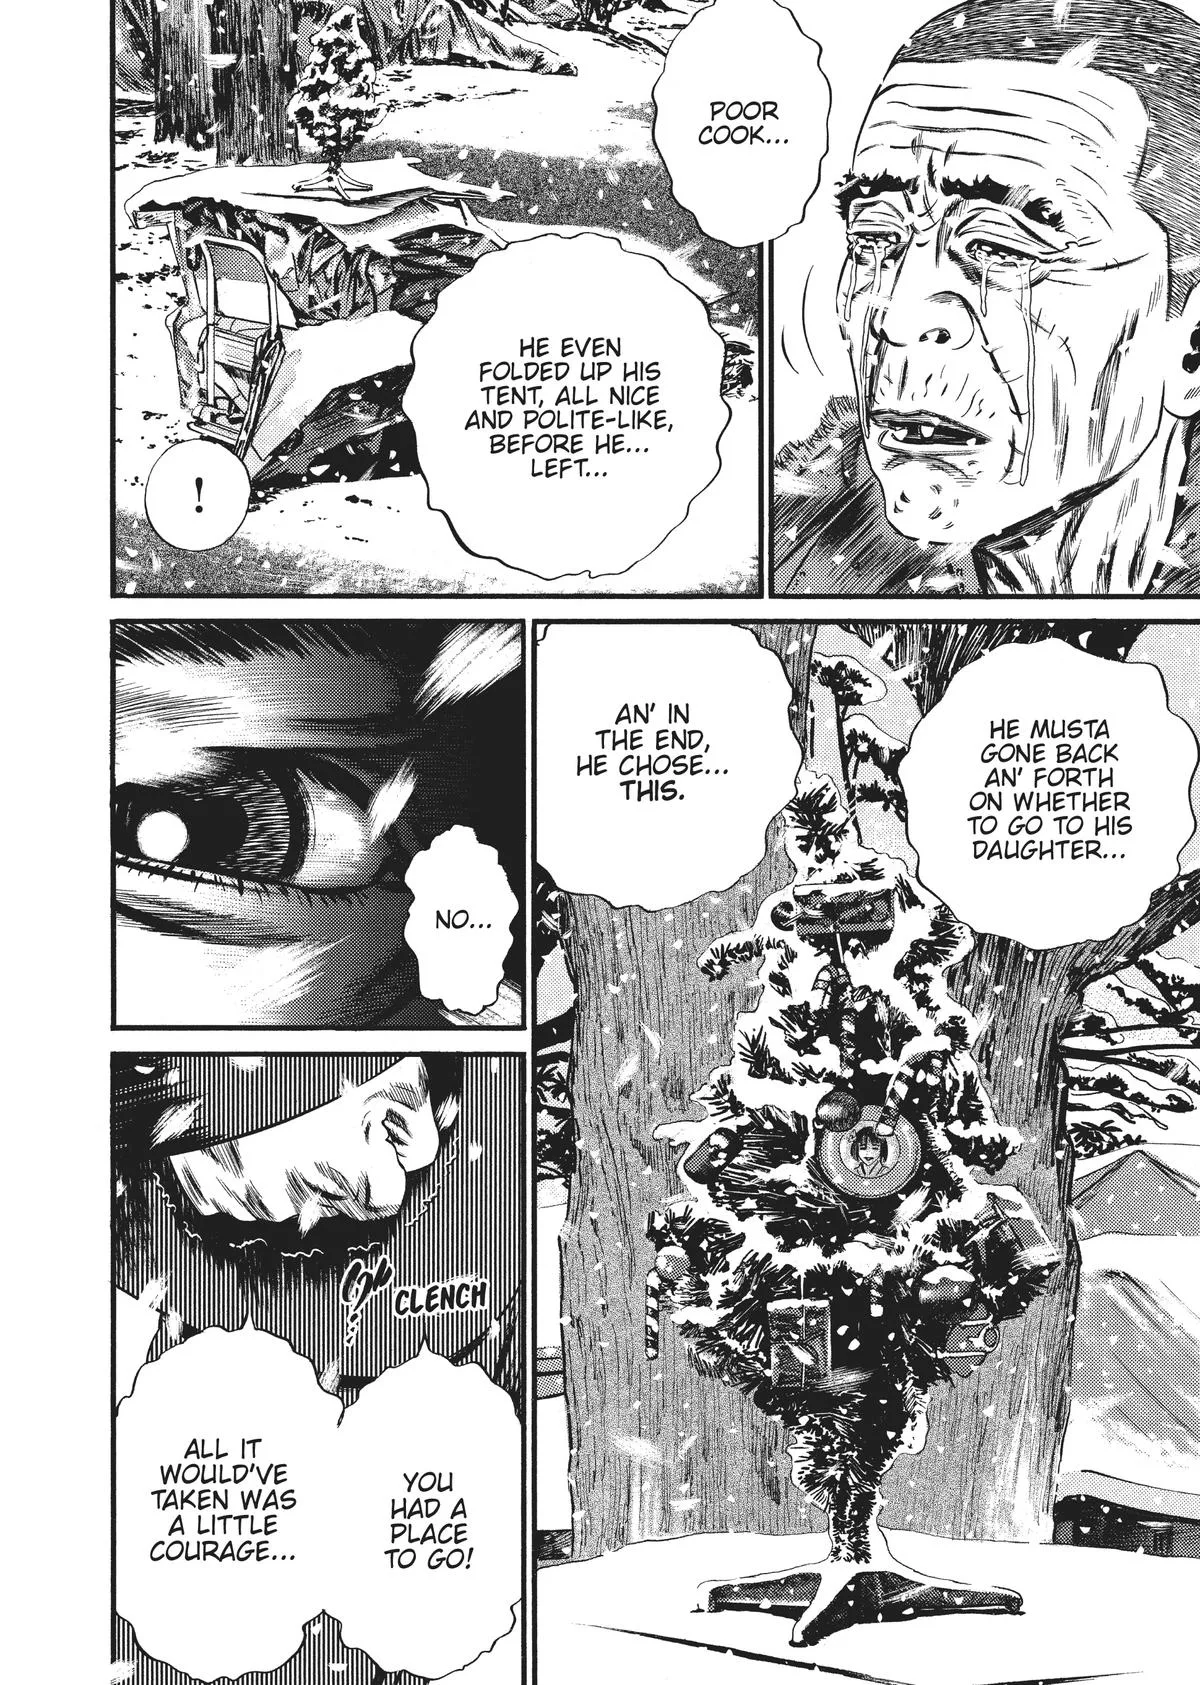 POOR
COOK...
HE EVEN
FOLDED UP HIS
TENT, ALL NICE
AND POLITE-LIKE,
BEFORE HE...
LEFT...
!
HE MUSTA
GONE BACK
AN' FORTH
ON WHETHER
TO GO TO HIS
DAUGHTER...
AN' IN
THE END,
HE CHOSE...
THIS.
NO...
CLENCH
YOU
HAD A
PLACE
TO GO!
ALL IT
WOULD'VE
TAKEN WAS
A LITTLE
COURAGE...